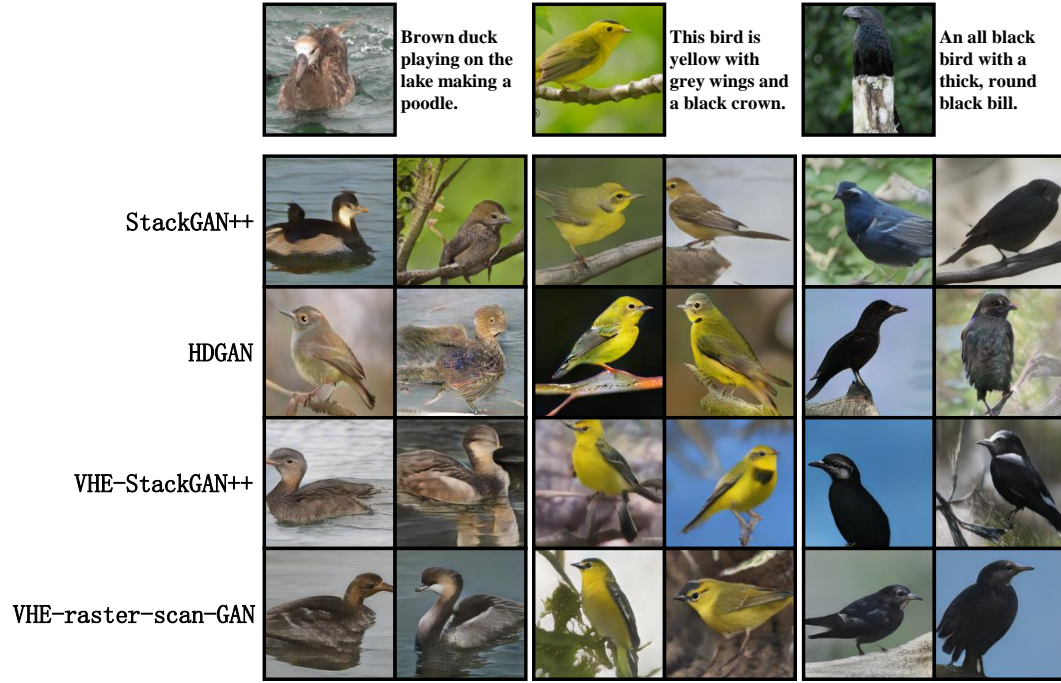 Brown duck
playing on the
lake making a
poodle.
This bird is
yellow with
grey wings and
a black crown.
An all black
bird with a
thick, round
black bill.
StackGAN++
HDGAN
VHE-StackGAN++
VHE-raster-scan-GAN